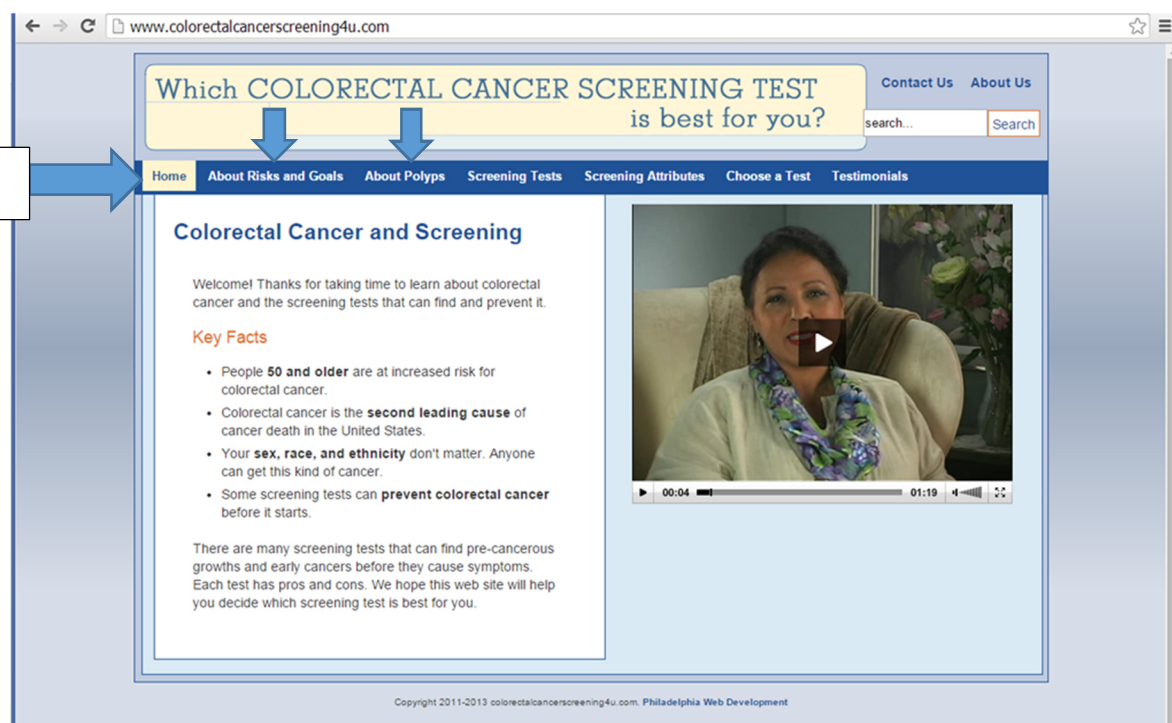 www.colorectalcancerscreening4u.com
Which COLORECTAL CANCER SCREENING TEST
is best for you?
Contact Us About Us
search... Search
Home About Risks and Goals About Polyps Screening Tests Screening Attributes Choose a Test Testimonials
Colorectal Cancer and Screening
Welcome! Thanks for taking time to learn about colorectal
cancer and the screening tests that can find and prevent it.
Key Facts
• People 50 and older are at increased risk for
colorectal cancer.
• Colorectal cancer is the second leading cause of
cancer death in the United States.
• Your sex, race, and ethnicity don't matter. Anyone
can get this kind of cancer.
• Some screening tests can prevent colorectal cancer
before it starts.
There are many screening tests that can find pre-cancerous
growths and early cancers before they cause symptoms.
Each test has pros and cons. We hope this web site will help
you decide which screening test is best for you.
00:04 01:19
Copyright 2011-2013 colorectalcancerscreening4u.com. Philadelphia Web Development